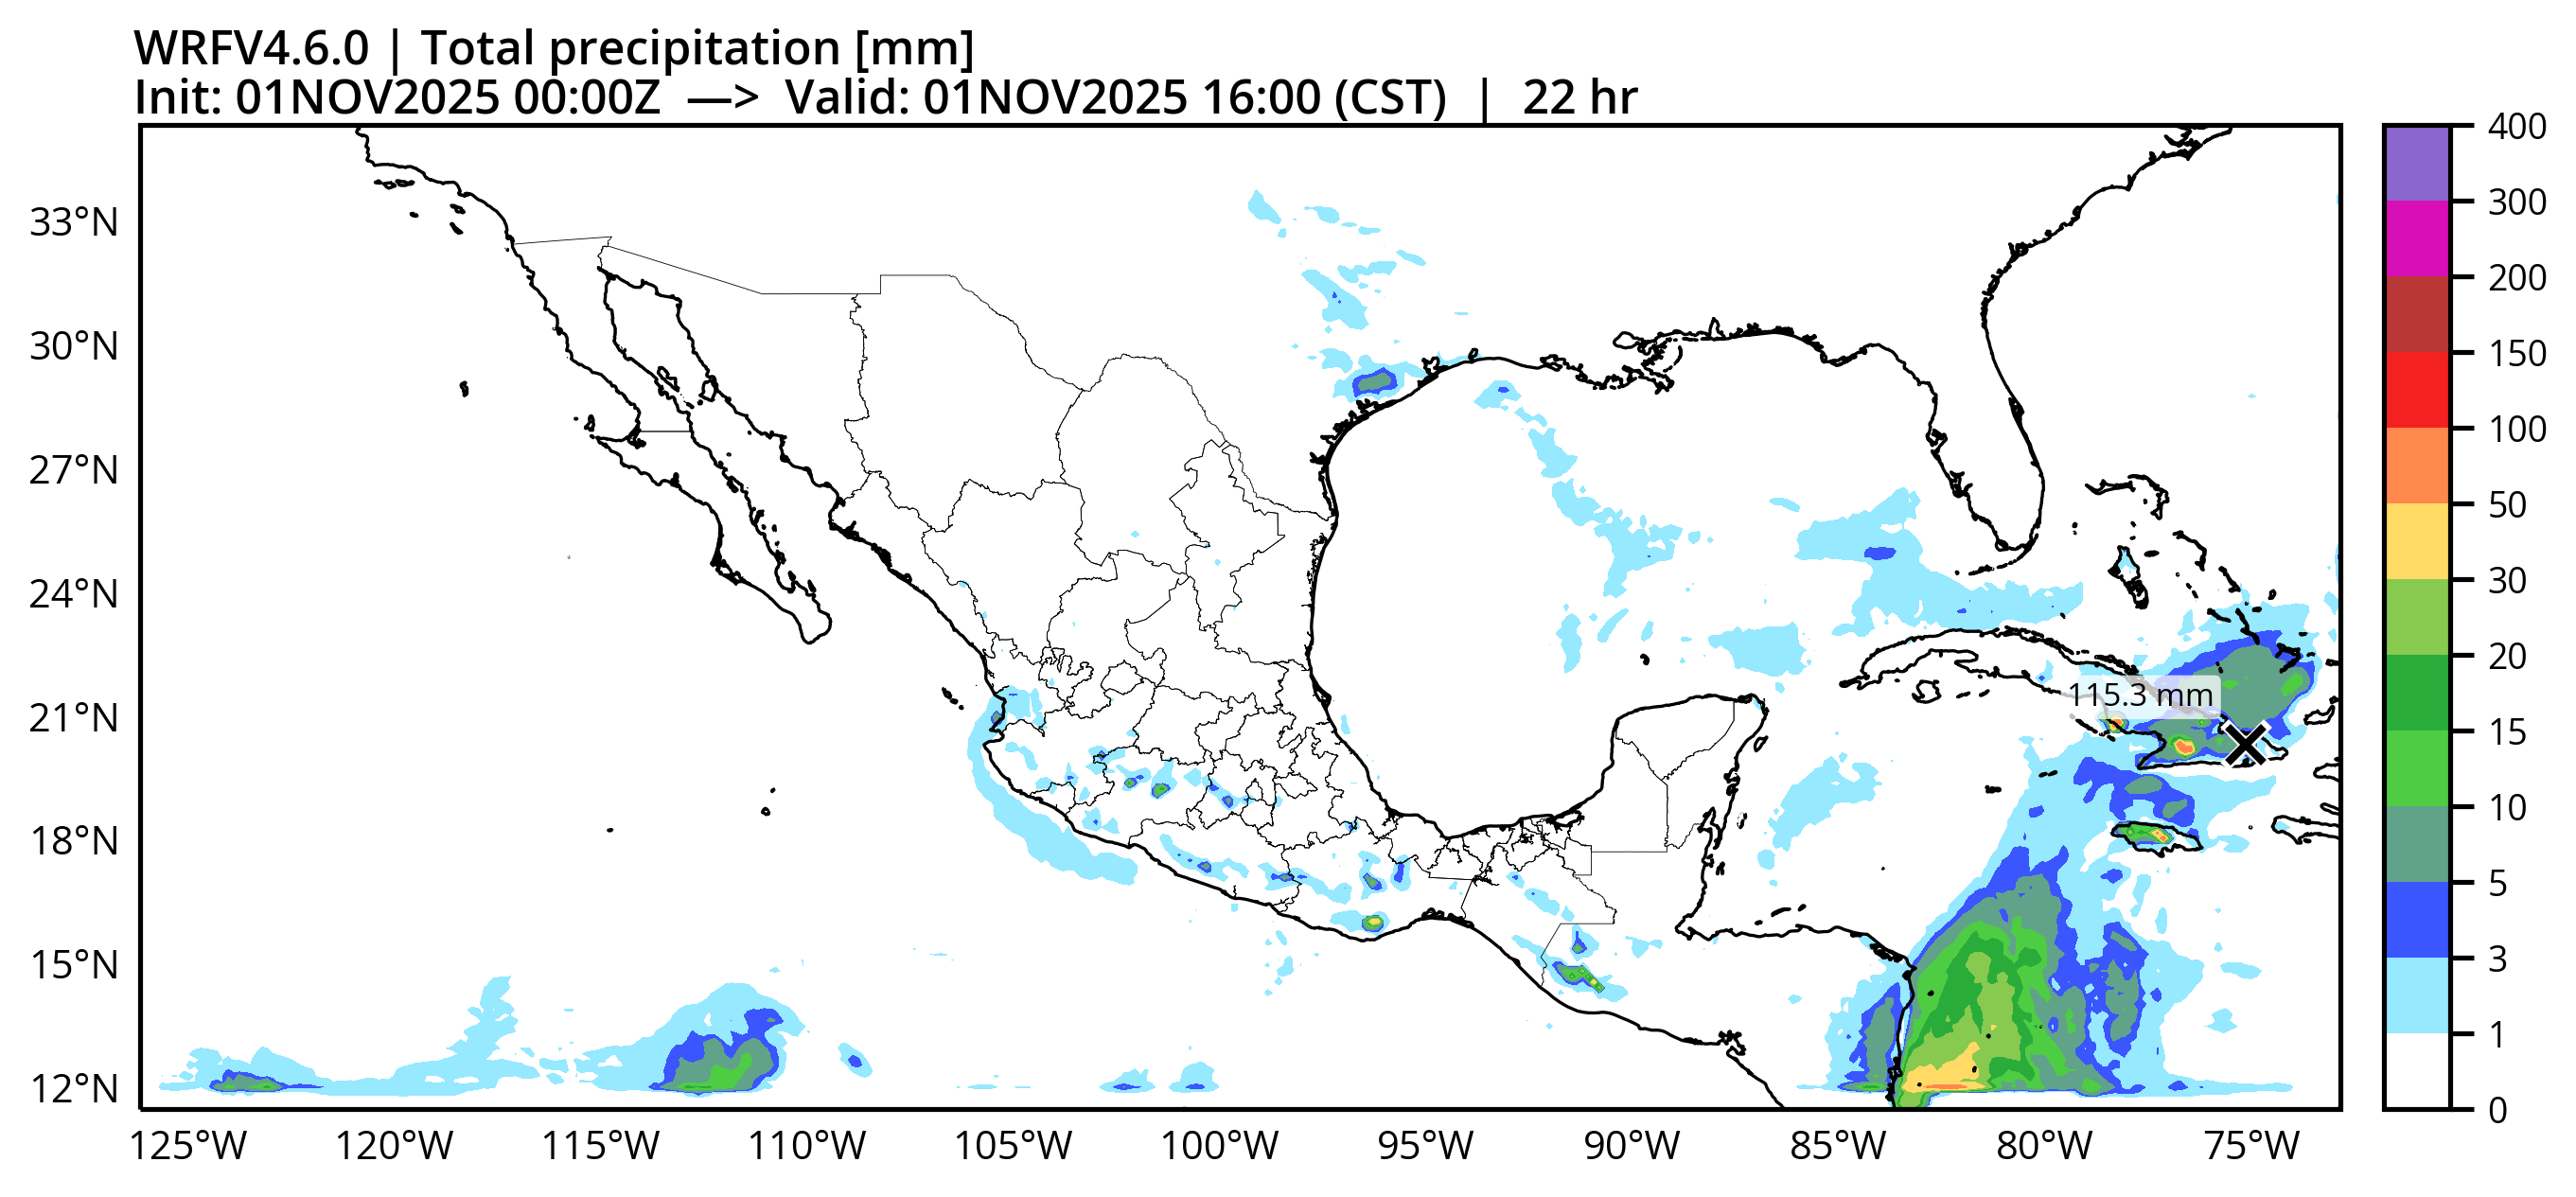 WRFV4.6.0 | Total precipitation [mm]
Init: 01NOV2025 00:00Z —> Valid: 01NOV2025 16:00 (CST) | 22 hr
400
300
200
150
100
50
30
20
15
10
5
3
1
0
33°N
30°N
27°N
24°N
21°N
18°N
15°N
12°N
115.3 mm
125°W 120°W 115°W 110°W 105°W 100°W 95°W 90°W 85°W 80°W 75°W